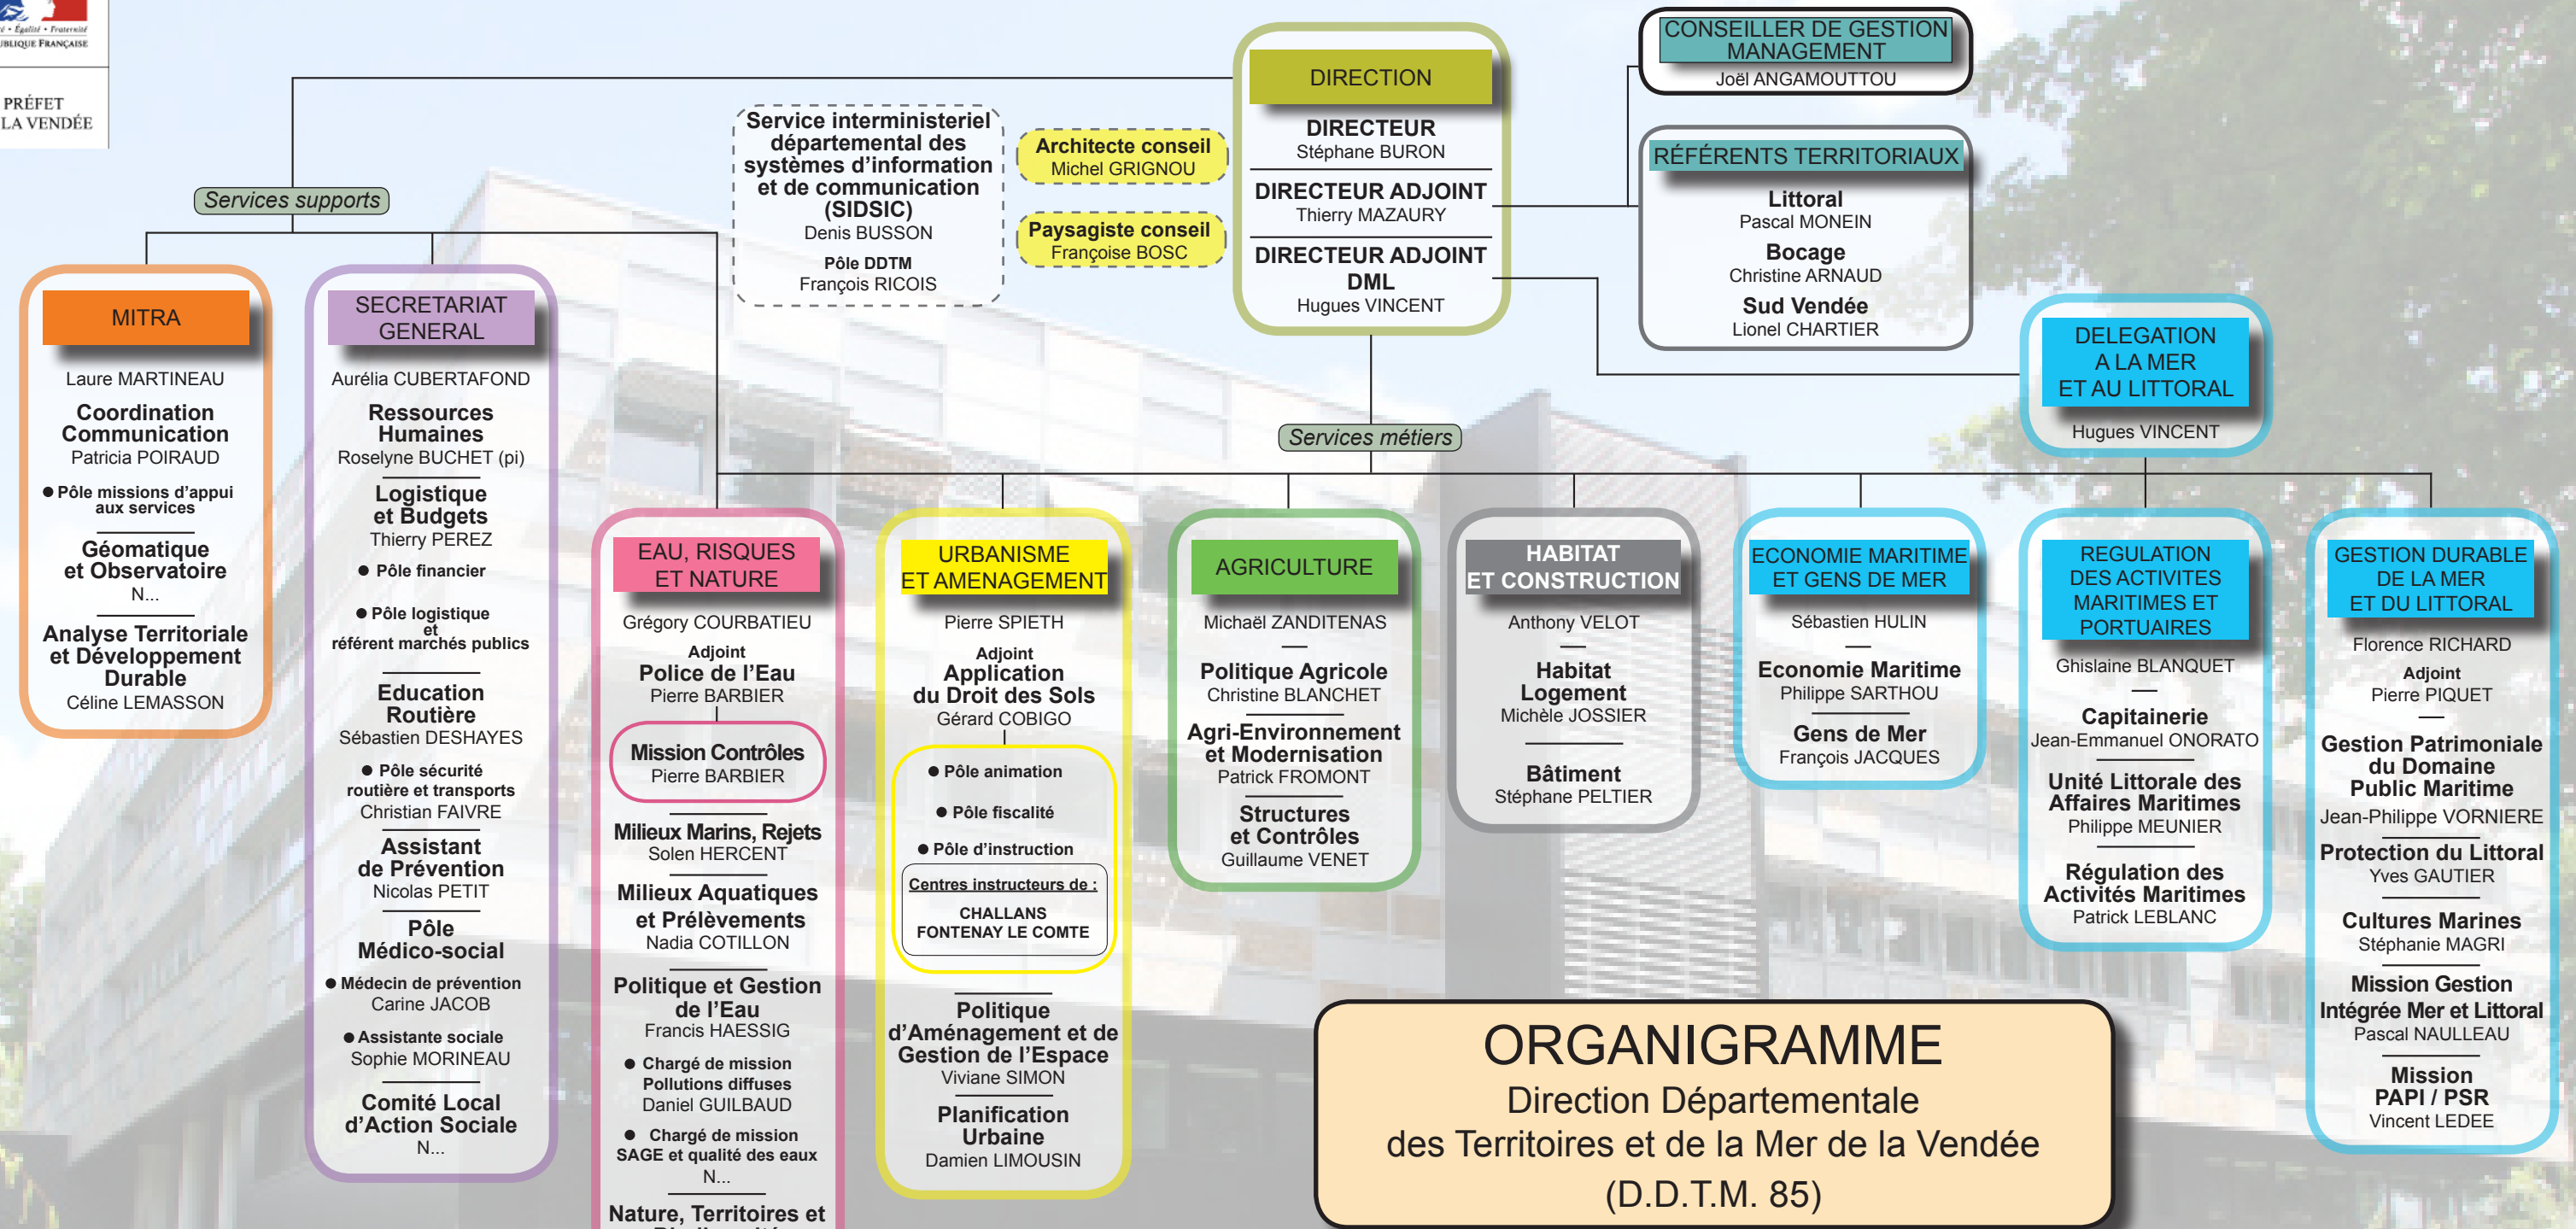 • Égalité • Fraternité
RÉPUBLIQUE FRANÇAISE
PRÉFET
LA VENDÉE
Services supports
Service interministeriel
départemental des
systèmes d'information
et de communication
(SIDSIC)
Denis BUSSON
Pôle DDTM
François RICOIS
Architecte conseil
Michel GRIGNOU
Paysagiste conseil
Françoise BOSC
DIRECTION
DIRECTEUR
Stéphane BURON
DIRECTEUR ADJOINT
Thierry MAZAURY
DIRECTEUR ADJOINT
DML
Hugues VINCENT
CONSEILLER DE GESTION
MANAGEMENT
Joël ANGAMOUTTOU
RÉFÉRENTS TERRITORIAUX
Littoral
Pascal MONEIN
Bocage
Christine ARNAUD
Sud Vendée
Lionel CHARTIER
DELEGATION
A LA MER
ET AU LITTORAL
Hugues VINCENT
Services métiers
MITRA
Laure MARTINEAU
Coordination
Communication
Patricia POIRAUD
● Pôle missions d'appui
aux services
Géomatique
et Observatoire
N...
Analyse Territoriale
et Développement
Durable
Céline LEMASSON
SECRETARIAT
GENERAL
Aurélia CUBERTAFOND
Ressources
Humaines
Roselyne BUCHET (pi)
Logistique
et Budgets
Thierry PEREZ
● Pôle financier
● Pôle logistique
et
référent marchés publics
Education
Routière
Sébastien DESHAYES
● Pôle sécurité
routière et transports
Christian FAIVRE
Assistant
de Prévention
Nicolas PETIT
Pôle
Médico-social
● Médecin de prévention
Carine JACOB
● Assistante sociale
Sophie MORINEAU
Comité Local
d'Action Sociale
N...
EAU, RISQUES
ET NATURE
Grégory COURBATIEU
Adjoint
Police de l'Eau
Pierre BARBIER
Mission Contrôles
Pierre BARBIER
Milieux Marins, Rejets
Solen HERCENT
Milieux Aquatiques
et Prélèvements
Nadia COTILLON
Politique et Gestion
de l'Eau
Francis HAESSIG
● Chargé de mission
Pollutions diffuses
Daniel GUILBAUD
● Chargé de mission
SAGE et qualité des eaux
N...
Nature, Territoires et
URBANISME
ET AMENAGEMENT
Pierre SPIETH
Adjoint
Application
du Droit des Sols
Gérard COBIGO
● Pôle animation
● Pôle fiscalité
● Pôle d'instruction
Centres instructeurs de :
CHALLANS
FONTENAY LE COMTE
Politique
d'Aménagement et de
Gestion de l'Espace
Viviane SIMON
Planification
Urbaine
Damien LIMOUSIN
AGRICULTURE
Michaël ZANDITENAS
Politique Agricole
Christine BLANCHET
Agri-Environnement
et Modernisation
Patrick FROMONT
Structures
et Contrôles
Guillaume VENET
HABITAT
ET CONSTRUCTION
Anthony VELOT
Habitat
Logement
Michèle JOSSIER
Bâtiment
Stéphane PELTIER
ECONOMIE MARITIME
ET GENS DE MER
Sébastien HULIN
Economie Maritime
Philippe SARTHOU
Gens de Mer
François JACQUES
REGULATION
DES ACTIVITES
MARITIMES ET
PORTUAIRES
Ghislaine BLANQUET
Capitainerie
Jean-Emmanuel ONORATO
Unité Littorale des
Affaires Maritimes
Philippe MEUNIER
Régulation des
Activités Maritimes
Patrick LEBLANC
GESTION DURABLE
DE LA MER
ET DU LITTORAL
Florence RICHARD
Adjoint
Pierre PIQUET
Gestion Patrimoniale
du Domaine
Public Maritime
Jean-Philippe VORNIERE
Protection du Littoral
Yves GAUTIER
Cultures Marines
Stéphanie MAGRI
Mission Gestion
Intégrée Mer et Littoral
Pascal NAULLEAU
Mission
PAPI / PSR
Vincent LEDEE
ORGANIGRAMME
Direction Départementale
des Territoires et de la Mer de la Vendée
(D.D.T.M. 85)